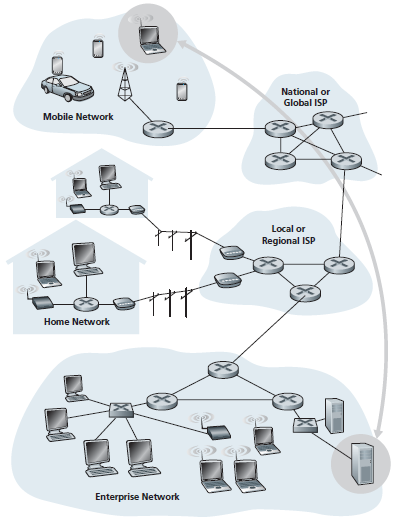 Mobile Network
National or
Global ISP
Local or
Regional ISP
Home Network
Enterprise Network